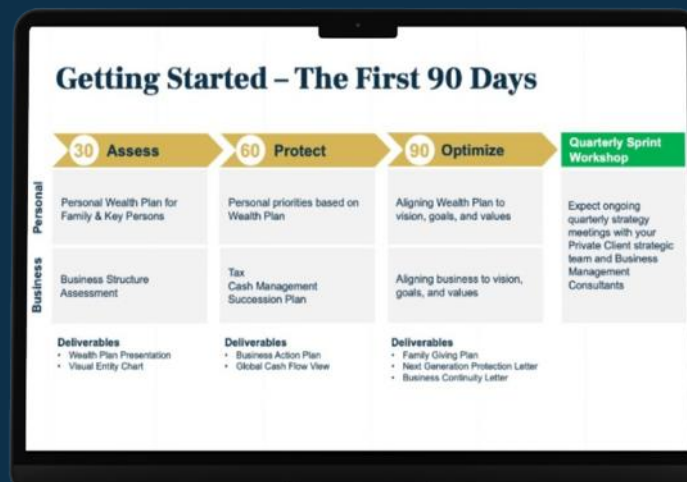 Getting Started – The First 90 Days
30 Assess
60 Protect
90 Optimize
Quarterly Sprint
Workshop
Personal
Personal Wealth Plan for
Family & Key Persons
Personal priorities based on
Wealth Plan
Aligning Wealth Plan to
vision, goals, and values
Expect ongoing
quarterly strategy
meetings with your
Private Client strategic
team and Business
Management
Consultants
Business
Business Structure
Assessment
Tax
Cash Management
Succession Plan
Aligning business to vision,
goals, and values
Deliverables
• Wealth Plan Presentation
• Visual Entity Chart
Deliverables
• Business Action Plan
• Global Cash Flow View
Deliverables
• Family Giving Plan
• Next Generation Protection Letter
• Business Continuity Letter